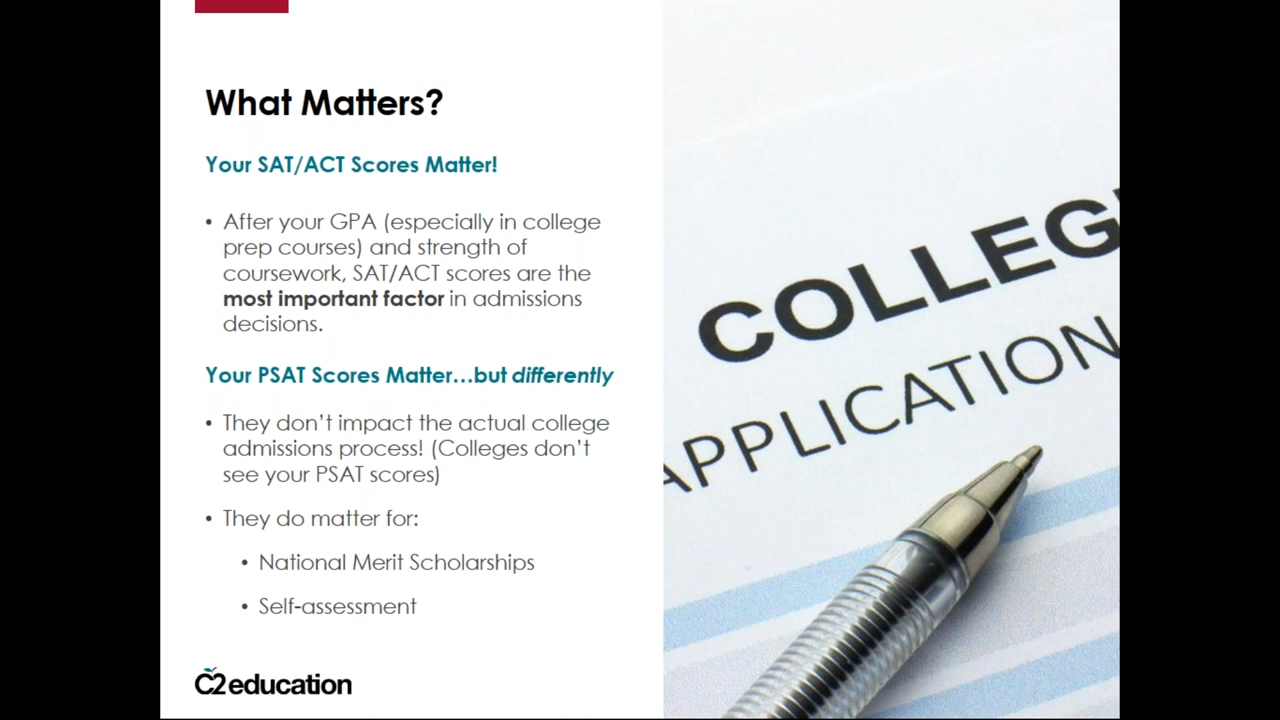 What Matters?
Your SAT/ACT Scores Matter!
• After your GPA (especially in college
prep courses) and strength of
coursework, SAT/ACT scores are the
most important factor in admissions
decisions.
Your PSAT Scores Matter...but differently
• They don't impact the actual college
admissions process! (Colleges don't
see your PSAT scores)
• They do matter for:
• National Merit Scholarships
• Self-assessment
C2education
COLLEG
APPLICATION